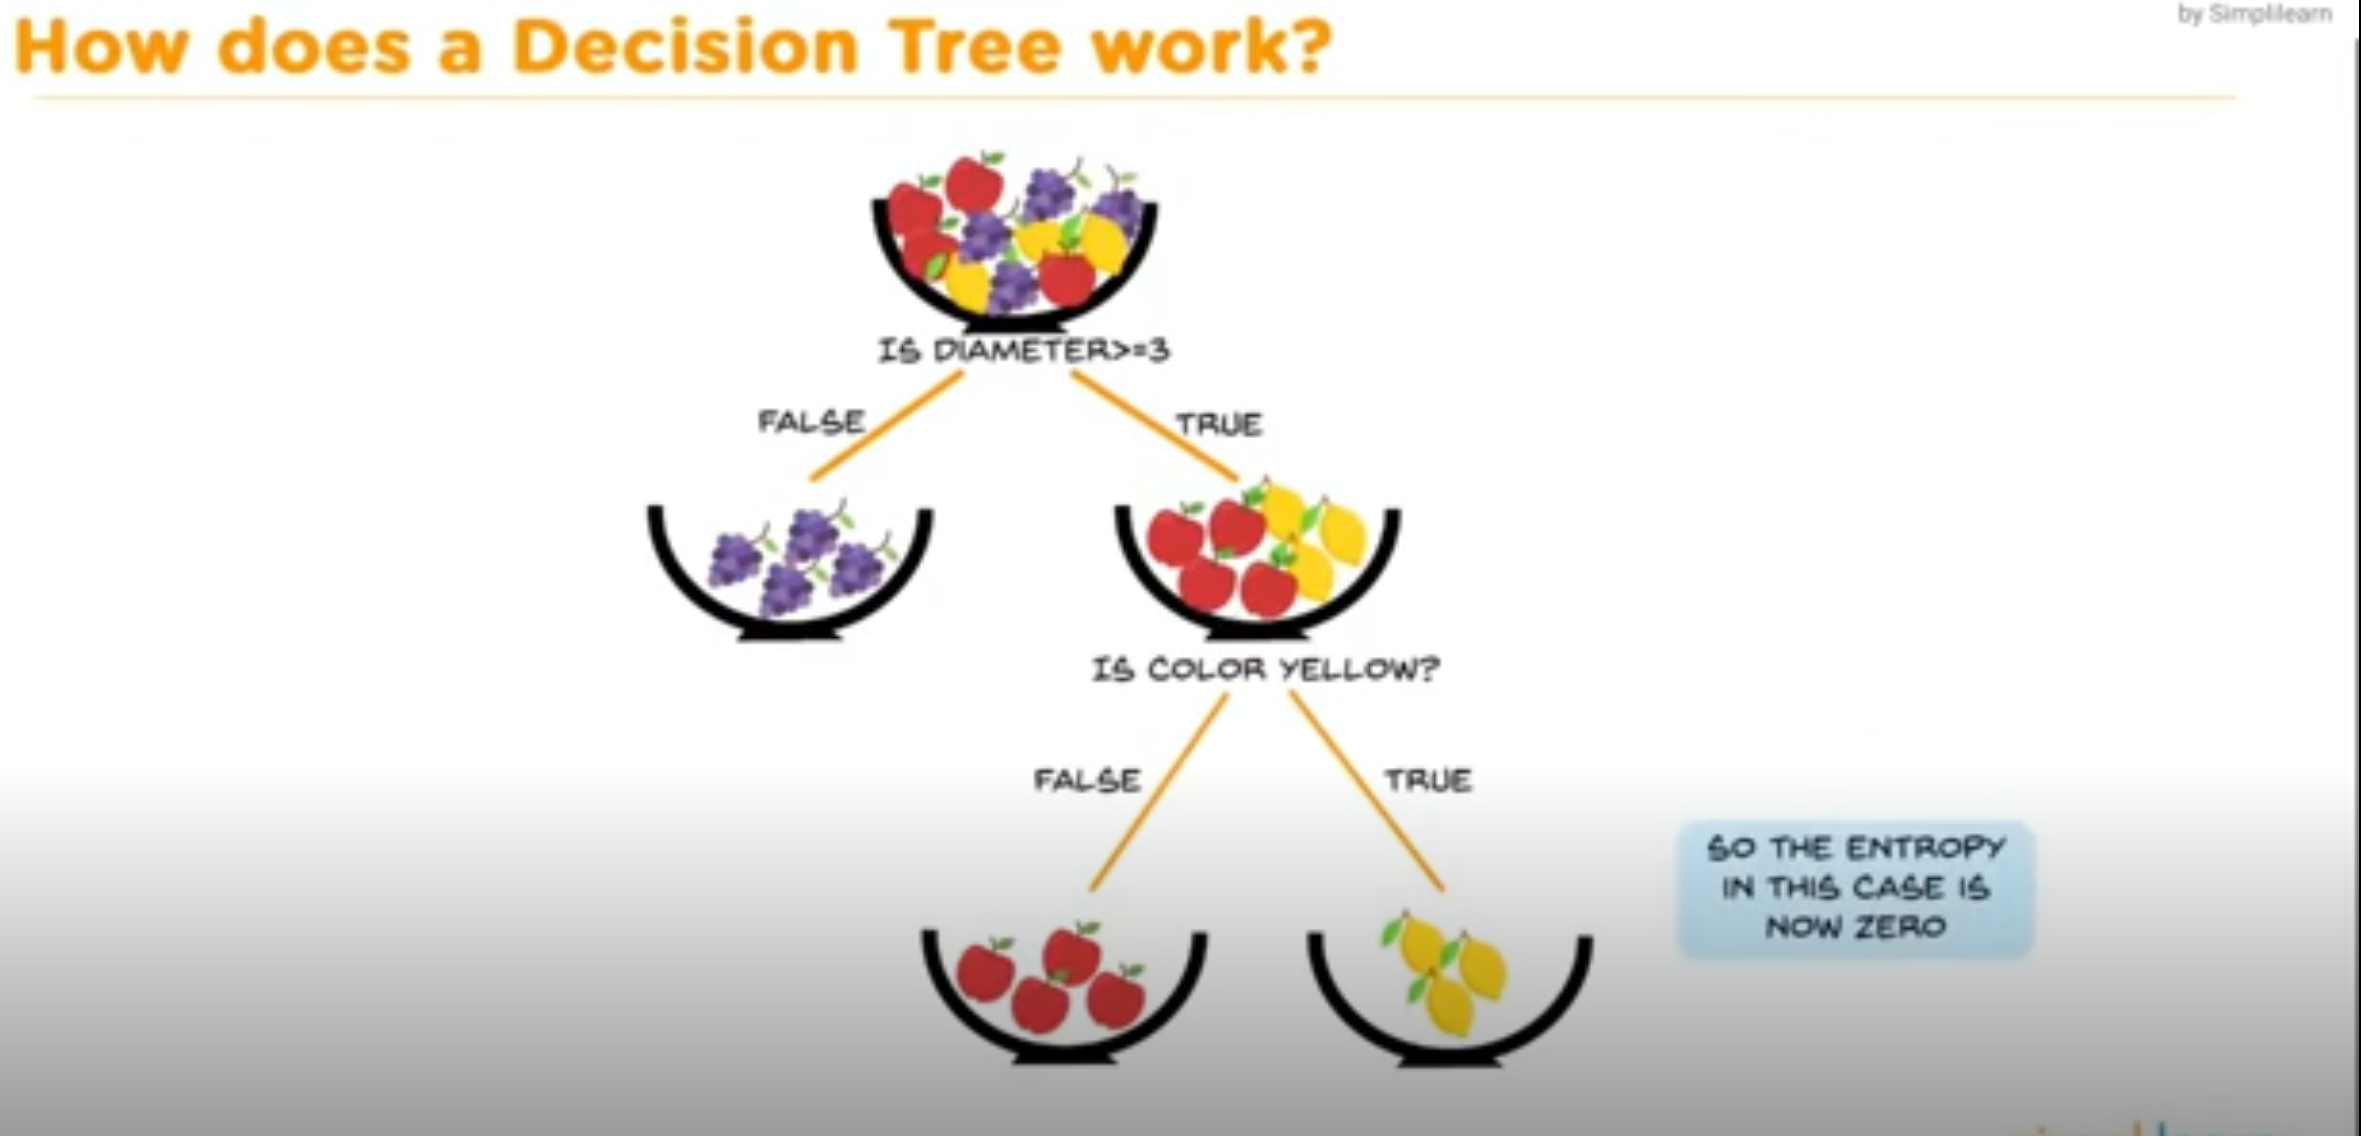 How does a Decision Tree work?
by Simplilearn
IS DIAMETER>=3
FALSE
TRUE
IS COLOR YELLOW?
FALSE
TRUE
SO THE ENTROPY
IN THIS CASE IS
NOW ZERO